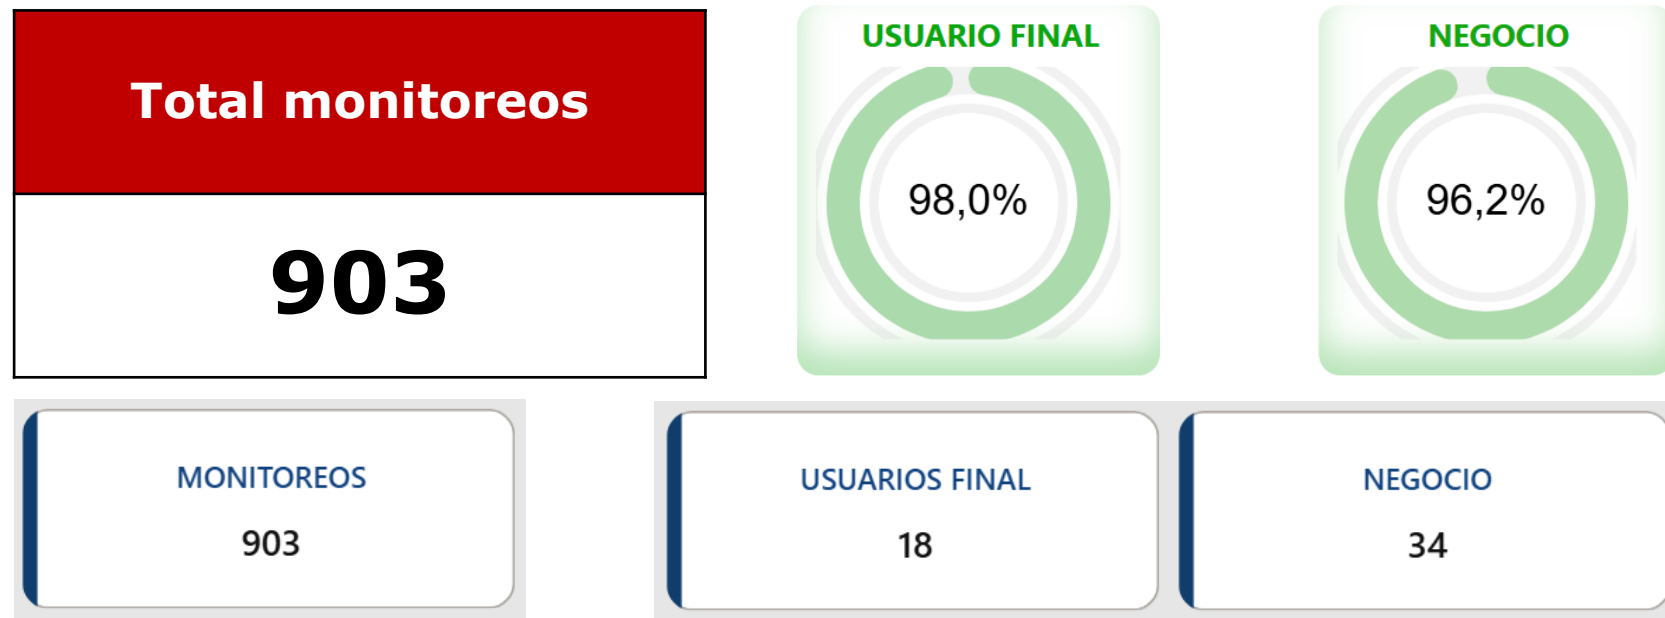 Total monitoreos
903
USUARIO FINAL
98,0%
NEGOCIO
96,2%
MONITOREOS
903
USUARIOS FINAL
18
NEGOCIO
34